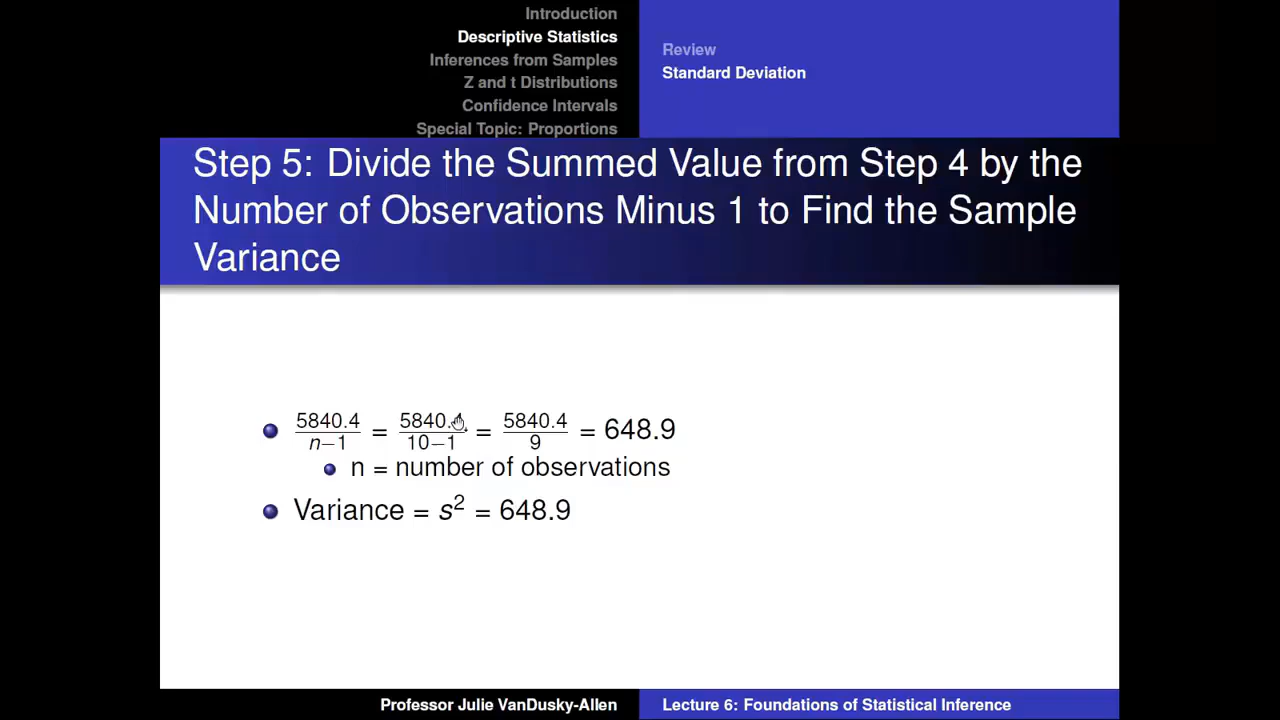 Introduction
Descriptive Statistics
Inferences from Samples
Z and t Distributions
Confidence Intervals
Special Topic: Proportions
Review
Standard Deviation
Step 5: Divide the Summed Value from Step 4 by the
Number of Observations Minus 1 to Find the Sample
Variance
5840.4/n−1 = 5840.4/10−1 = 5840.4/9 = 648.9
n = number of observations
Variance = s² = 648.9
Professor Julie VanDusky-Allen
Lecture 6: Foundations of Statistical Inference